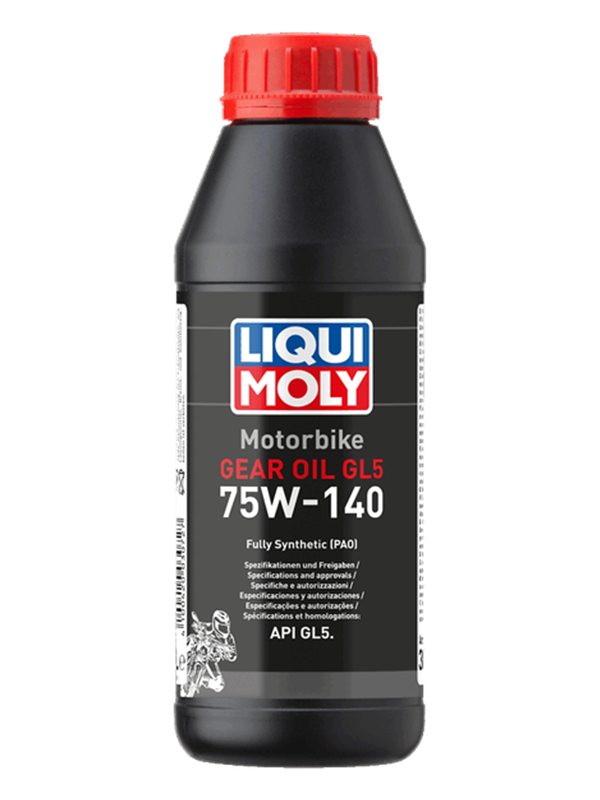 LIQUI
MOLY
Motorbike
GEAR OIL GL5
75W-140
Fully Synthetic (PAO)
Spezifikationen und Freigaben /
Specifications and approvals /
Specifiche e autorizzazioni /
Especificaciones y autorizaciones /
Especificações e autorizações /
Spécifications et homologations:
API GL5.